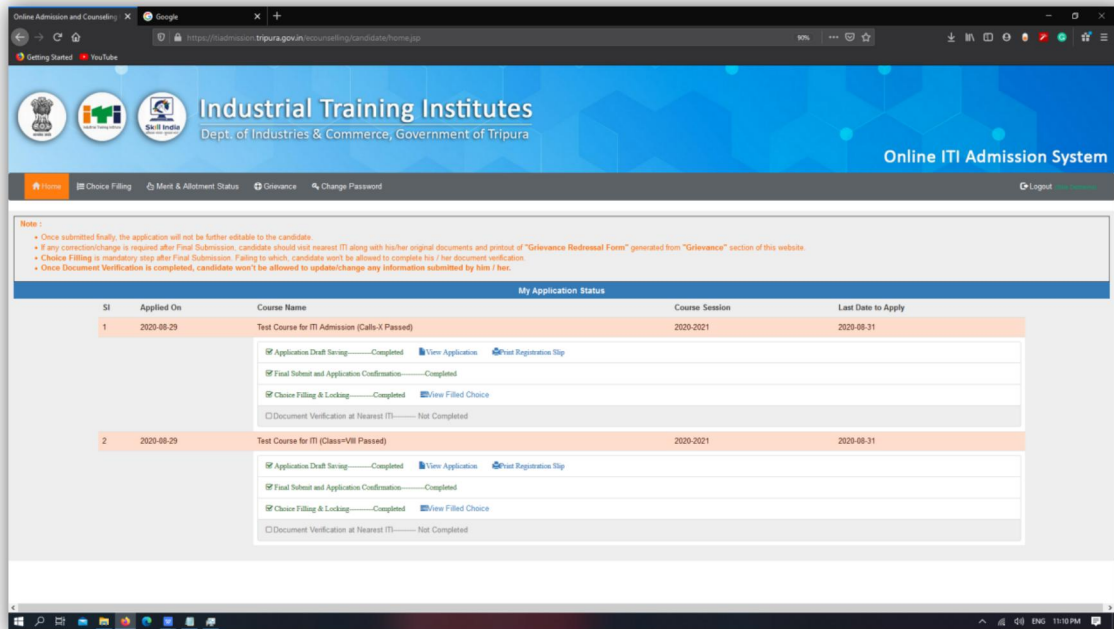 Online Admission and Counseling
Google
https://itiadmission.tripura.gov.in/ecounseling/candidate/home.jsp
90%
Getting Started
YouTube
iTi
Skill India
Industrial Training Institutes
Dept. of Industries & Commerce, Government of Tripura
Online ITI Admission System
Home
Choice Filling
Merit & Allotment Status
Grievance
Change Password
Logout
Note :
Once submitted finally, the application will not be further editable to the candidate.
If any correction/change is required after Final Submission, candidate should visit nearest ITI along with his/her original documents and printout of "Grievance Redressal Form" generated from "Grievance" section of this website.
Choice Filling is mandatory step after Final Submission. Failing to which, candidate won't be allowed to complete his / her document verification.
Once Document Verification is completed, candidate won't be allowed to update/change any information submitted by him / her.
My Application Status
Sl Applied On Course Name Course Session Last Date to Apply
1 2020-08-29 Test Course for ITI Admission (Calls-X Passed) 2020-2021 2020-08-31
Application Draft Saving----------Completed View Application Print Registration Slip
Final Submit and Application Confirmation----------Completed
Choice Filling & Locking----------Completed View Filled Choice
Document Verification at Nearest ITI---------- Not Completed
2 2020-08-29 Test Course for ITI (Class=VIII Passed) 2020-2021 2020-08-31
Application Draft Saving----------Completed View Application Print Registration Slip
Final Submit and Application Confirmation----------Completed
Choice Filling & Locking----------Completed View Filled Choice
Document Verification at Nearest ITI---------- Not Completed
ENG 11:10 PM